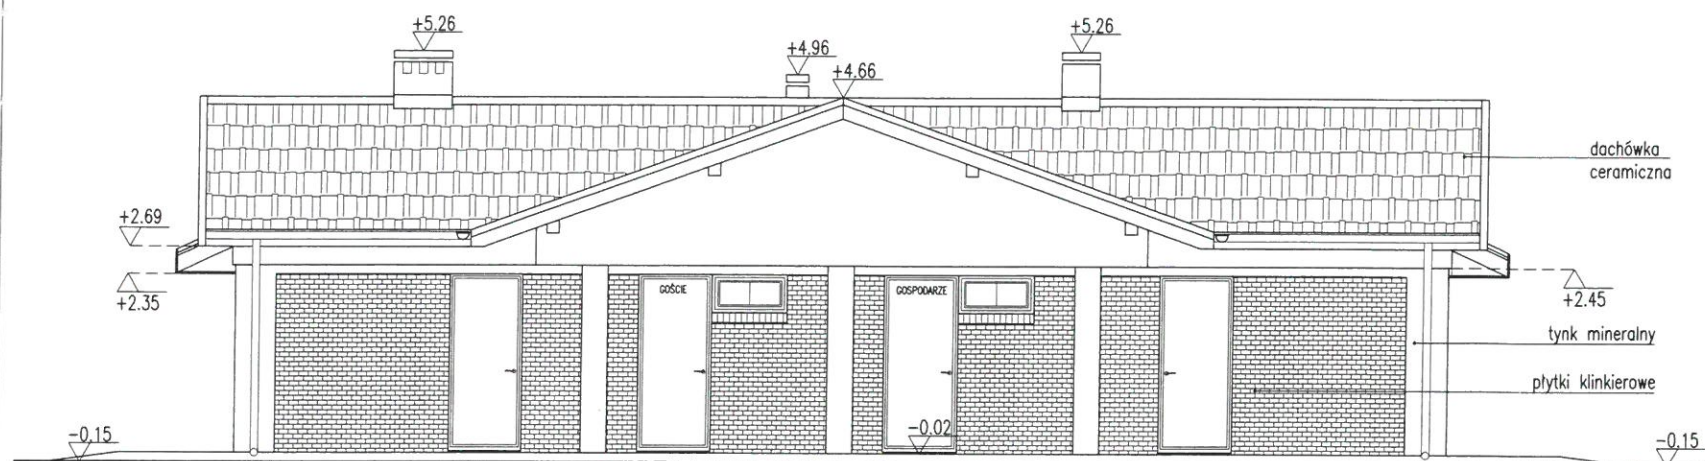 +5.26
+5.26
+4.96
+4.66
dachówka
ceramiczna
+2.69
+2.35
+2.45
GOŚCIE
GOSPODARZE
tynk mineralny
płytki klinkierowe
-0.15
-0.02
-0.15